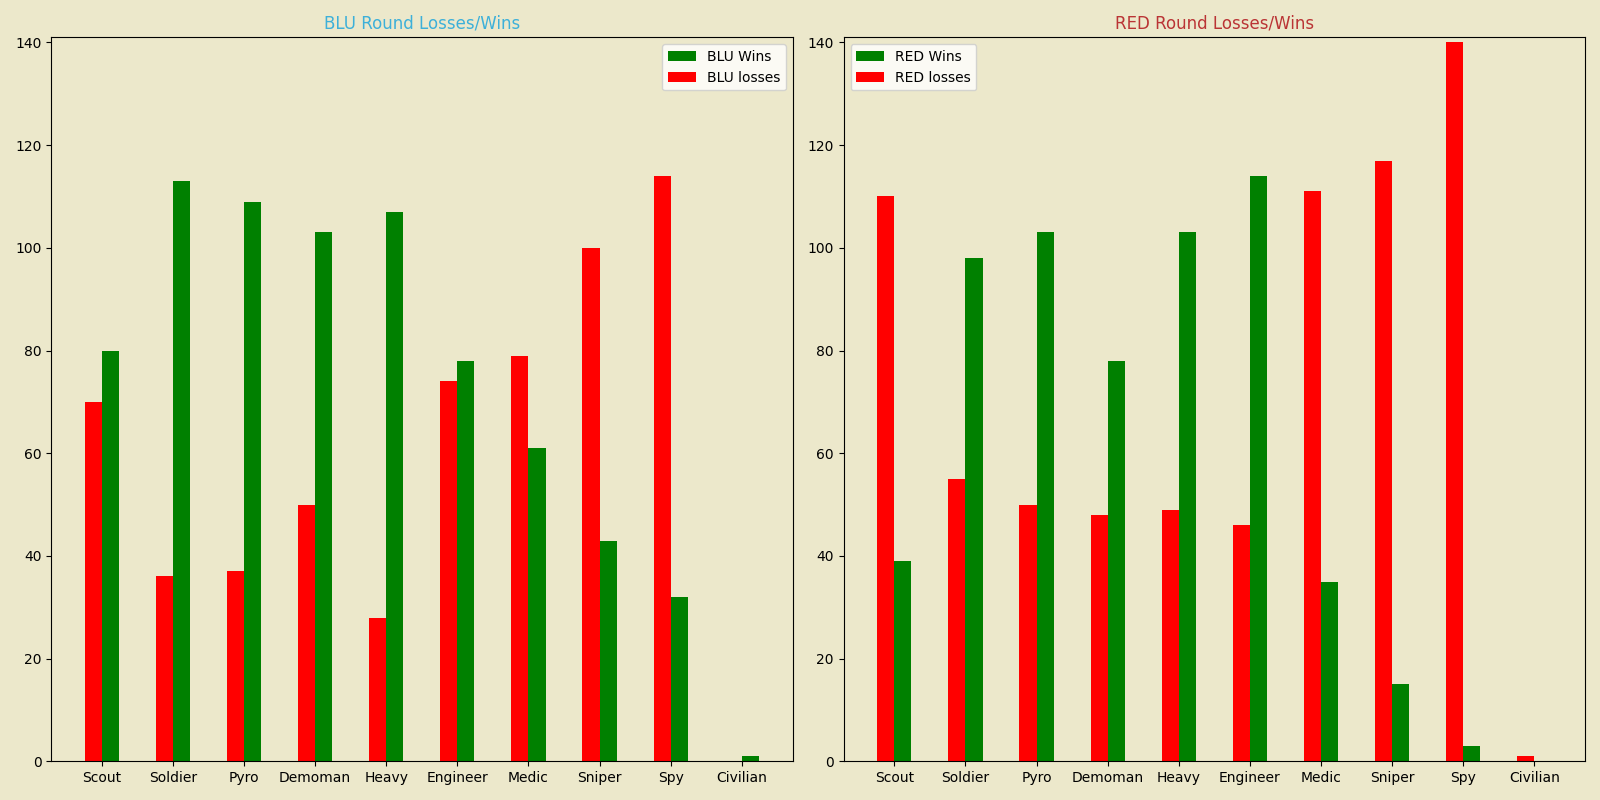 BLU Round Losses/Wins
140
120
100
80
60
40
20
0
BLU Wins
BLU losses
Scout Soldier Pyro Demoman Heavy Engineer Medic Sniper Spy Civilian
RED Round Losses/Wins
140
120
100
80
60
40
20
0
RED Wins
RED losses
Scout Soldier Pyro Demoman Heavy Engineer Medic Sniper Spy Civilian